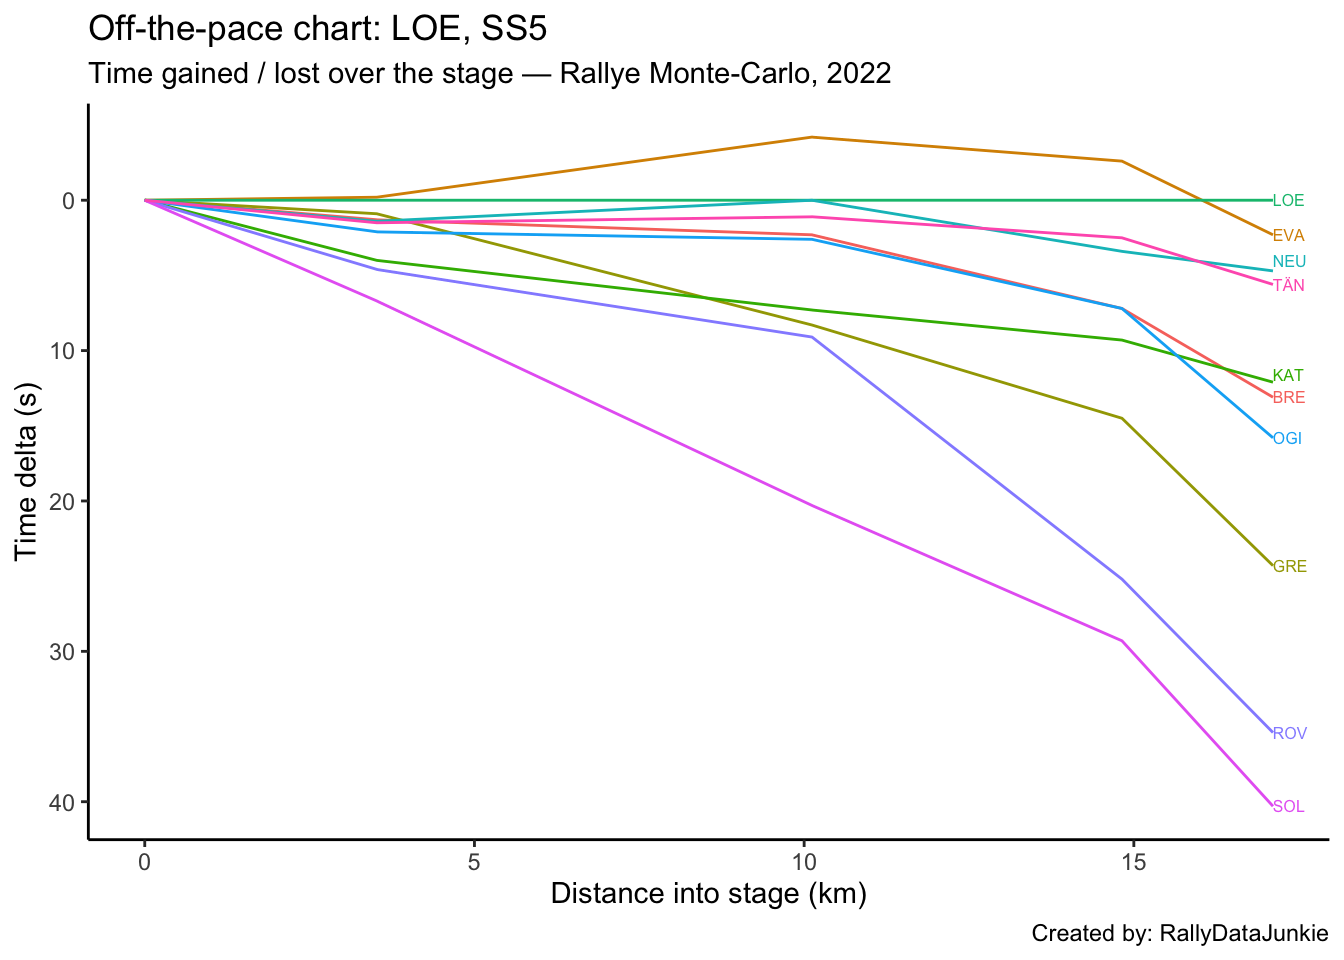 Off-the-pace chart: LOE, SS5
Time gained / lost over the stage — Rallye Monte-Carlo, 2022
Time delta (s)
0
10
20
30
40
LOE
EVA
NEU
TÄN
KAT
BRE
OGI
GRE
ROV
SOL
0 5 10 15
Distance into stage (km)
Created by: RallyDataJunkie